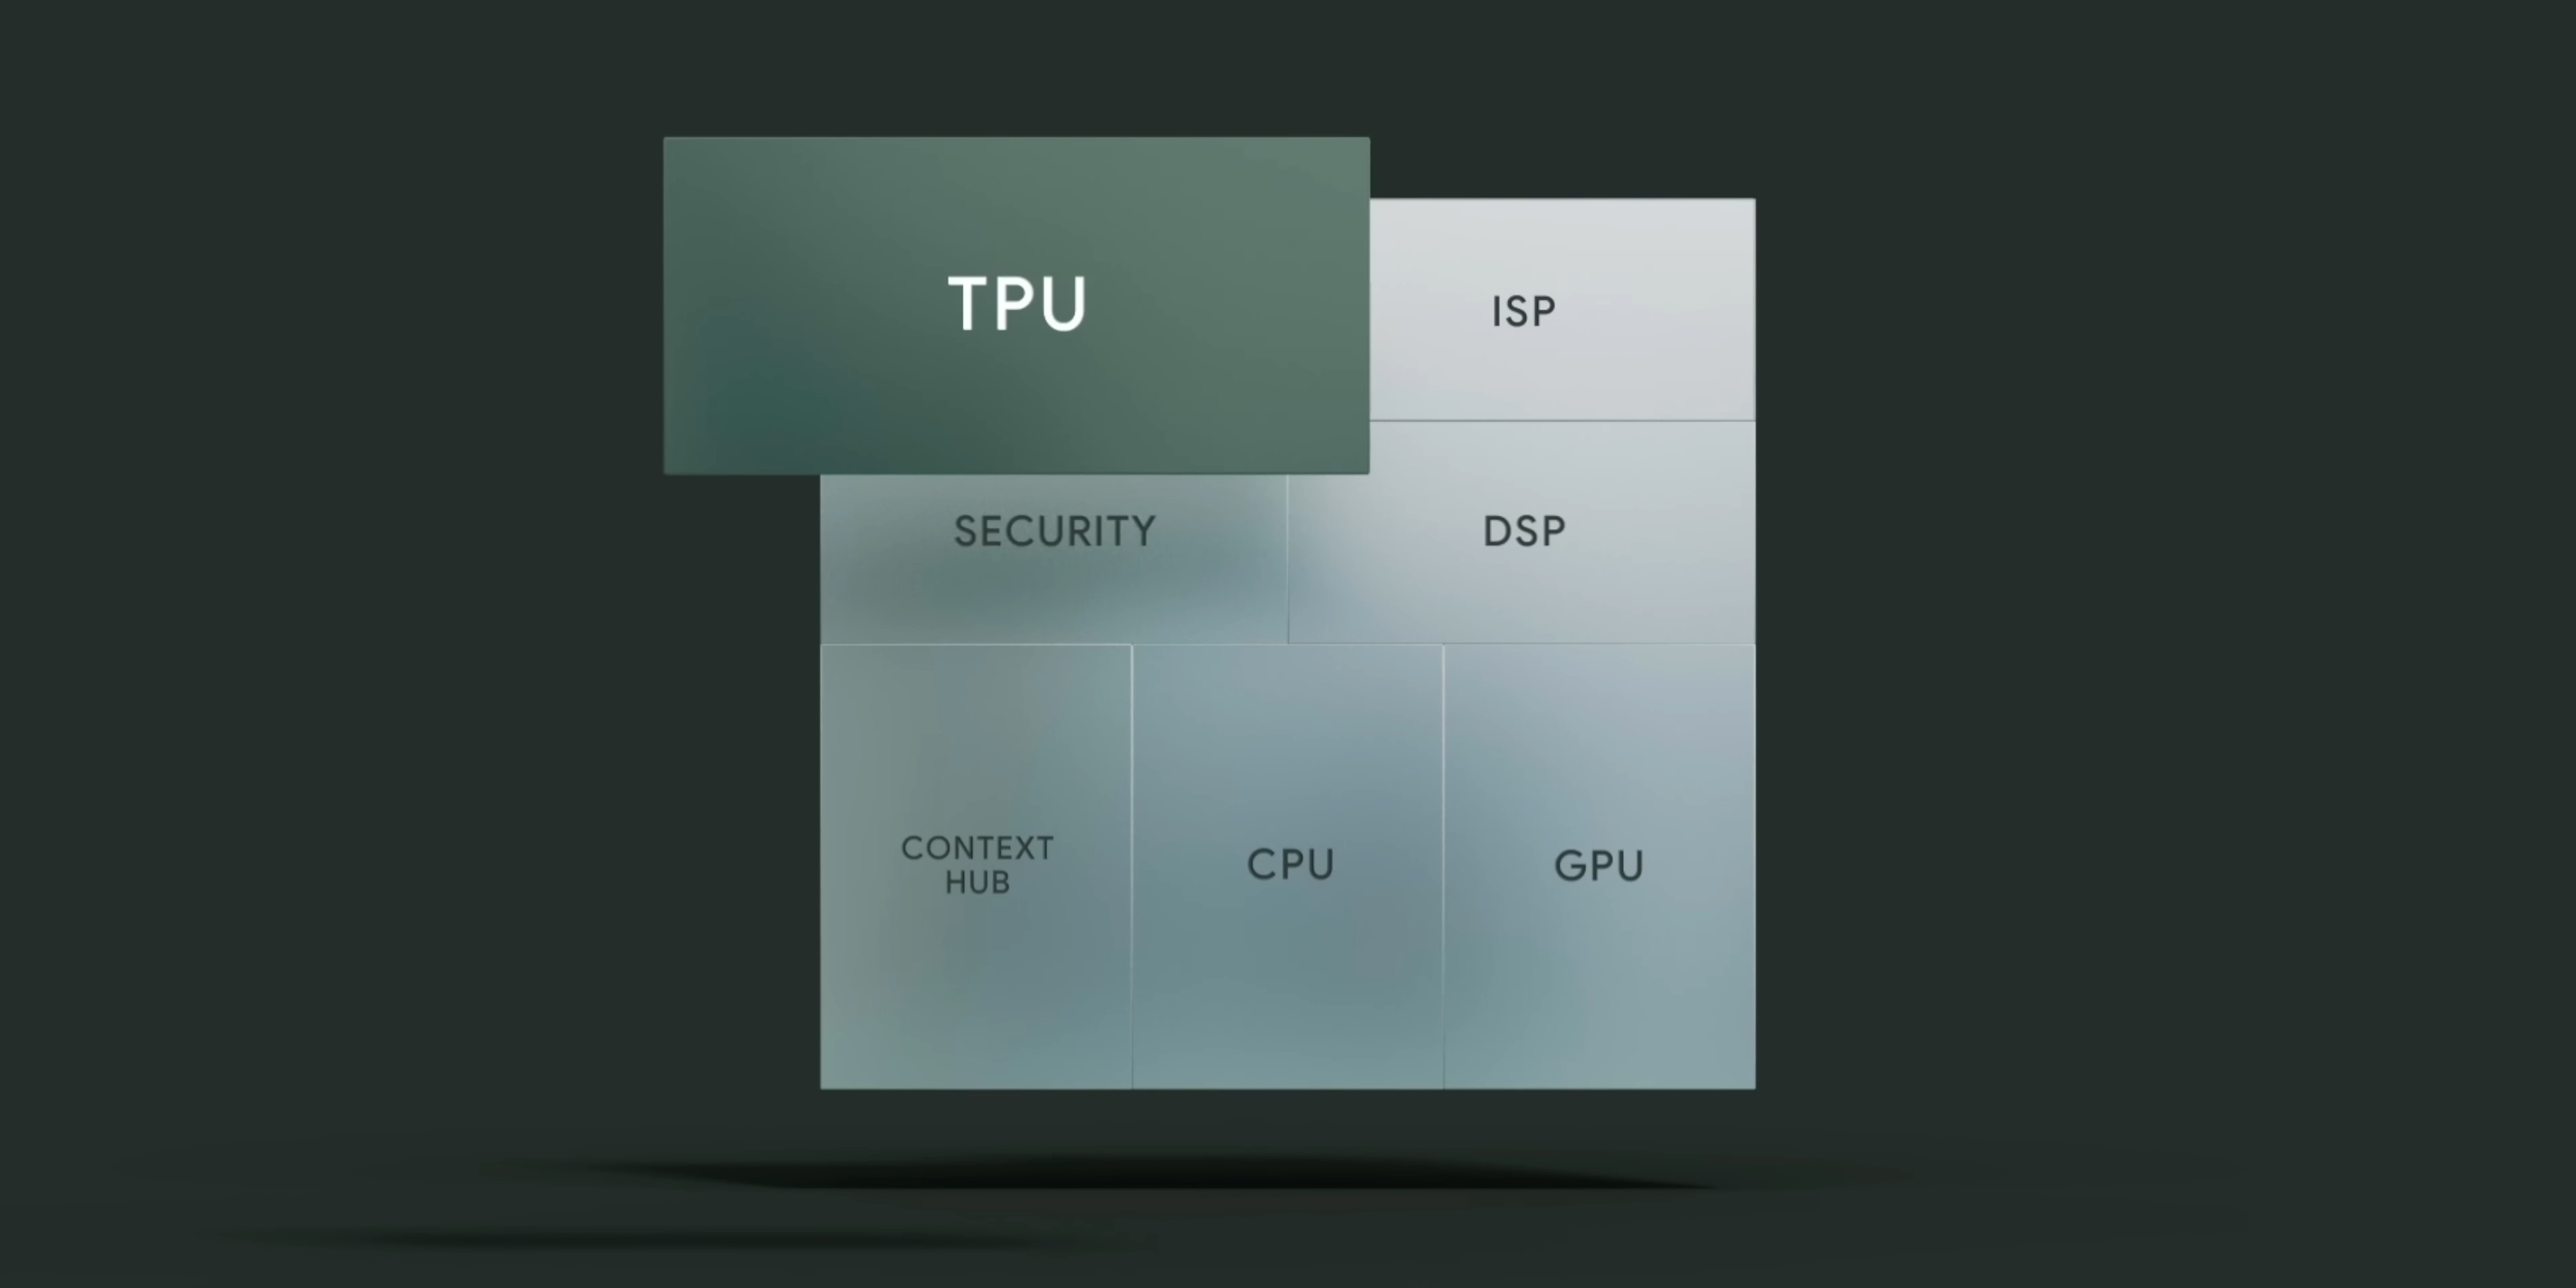 TPU
ISP
SECURITY
DSP
CONTEXT
HUB
CPU
GPU